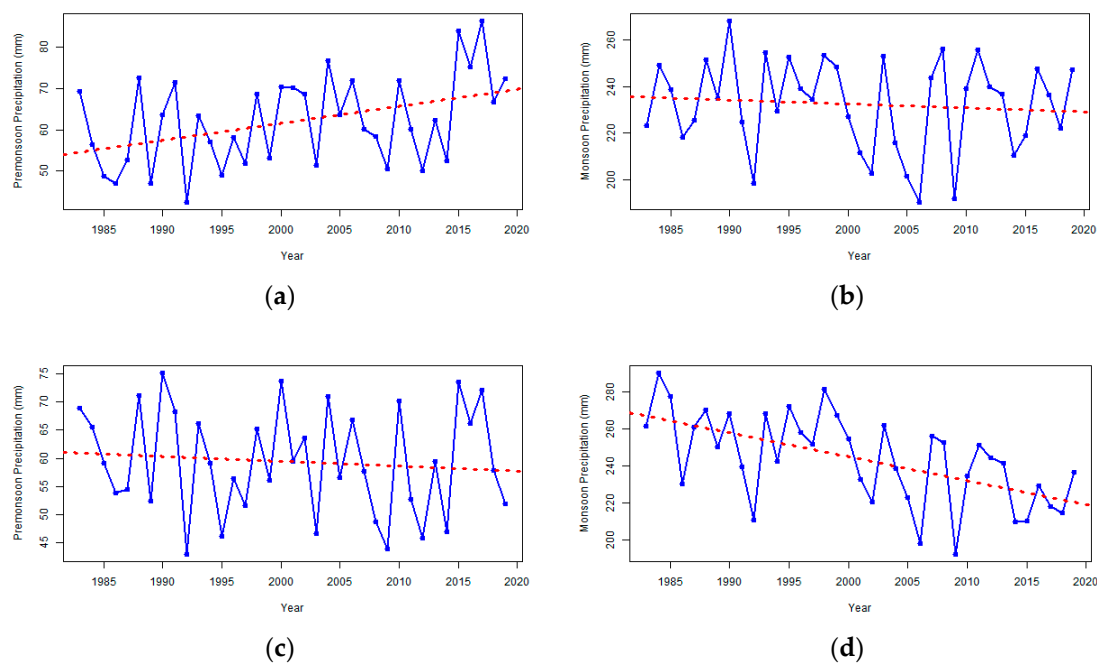 Premonsoon Precipitation (mm)
50 60 70 80
1985 1990 1995 2000 2005 2010 2015 2020
Year
(a)
Monsoon Precipitation (mm)
200 220 240 260
1985 1990 1995 2000 2005 2010 2015 2020
Year
(b)
Premonsoon Precipitation (mm)
45 50 55 60 65 70 75
1985 1990 1995 2000 2005 2010 2015 2020
Year
(c)
Monsoon Precipitation (mm)
200 220 240 260 280
1985 1990 1995 2000 2005 2010 2015 2020
Year
(d)